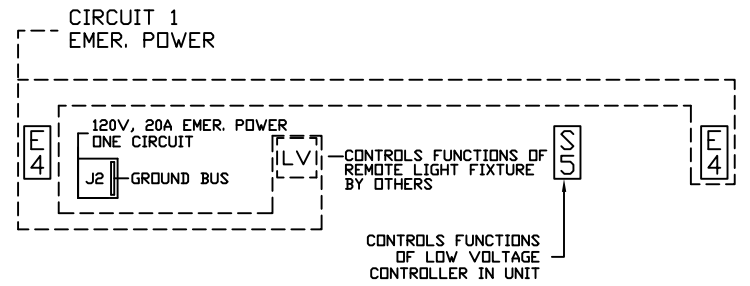 CIRCUIT 1
EMER. POWER
120V, 20A EMER. POWER
ONE CIRCUIT
E
4
J2
GROUND BUS
LV
CONTROLS FUNCTIONS OF
REMOTE LIGHT FIXTURE
BY OTHERS
S
5
E
4
CONTROLS FUNCTIONS
OF LOW VOLTAGE
CONTROLLER IN UNIT